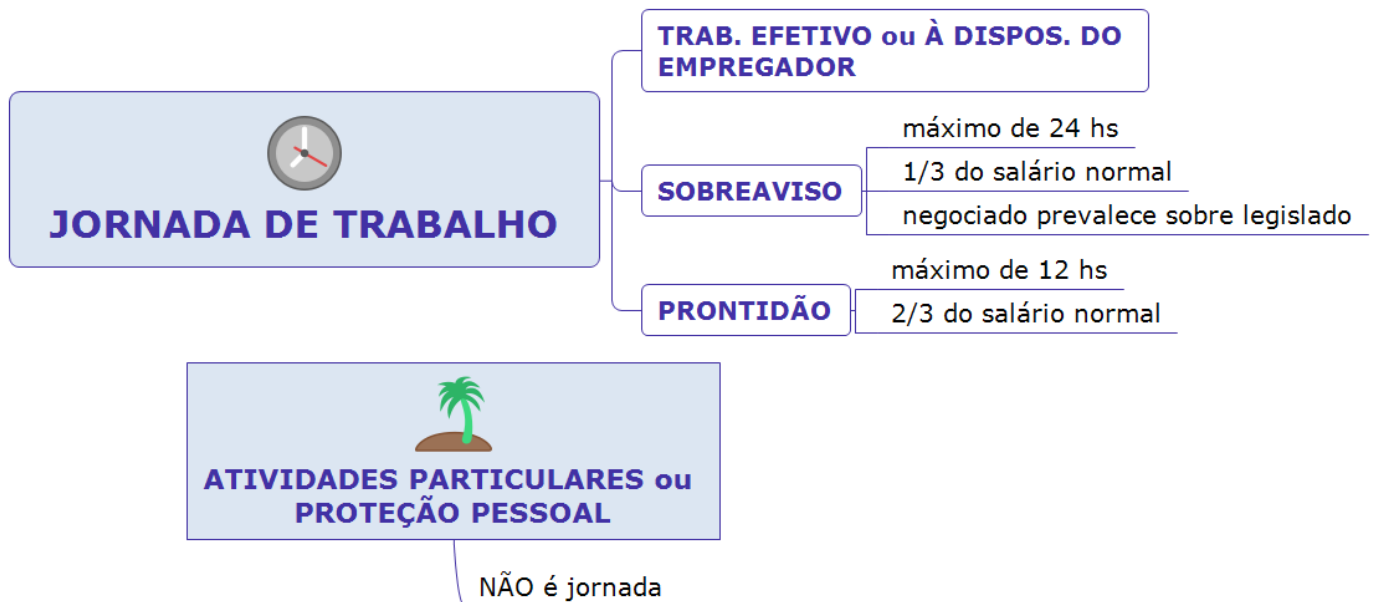 TRAB. EFETIVO ou À DISPOS. DO
EMPREGADOR
JORNADA DE TRABALHO
SOBREAVISO
máximo de 24 hs
1/3 do salário normal
negociado prevalece sobre legislado
PRONTIDÃO
máximo de 12 hs
2/3 do salário normal
ATIVIDADES PARTICULARES ou
PROTEÇÃO PESSOAL
NÃO é jornada